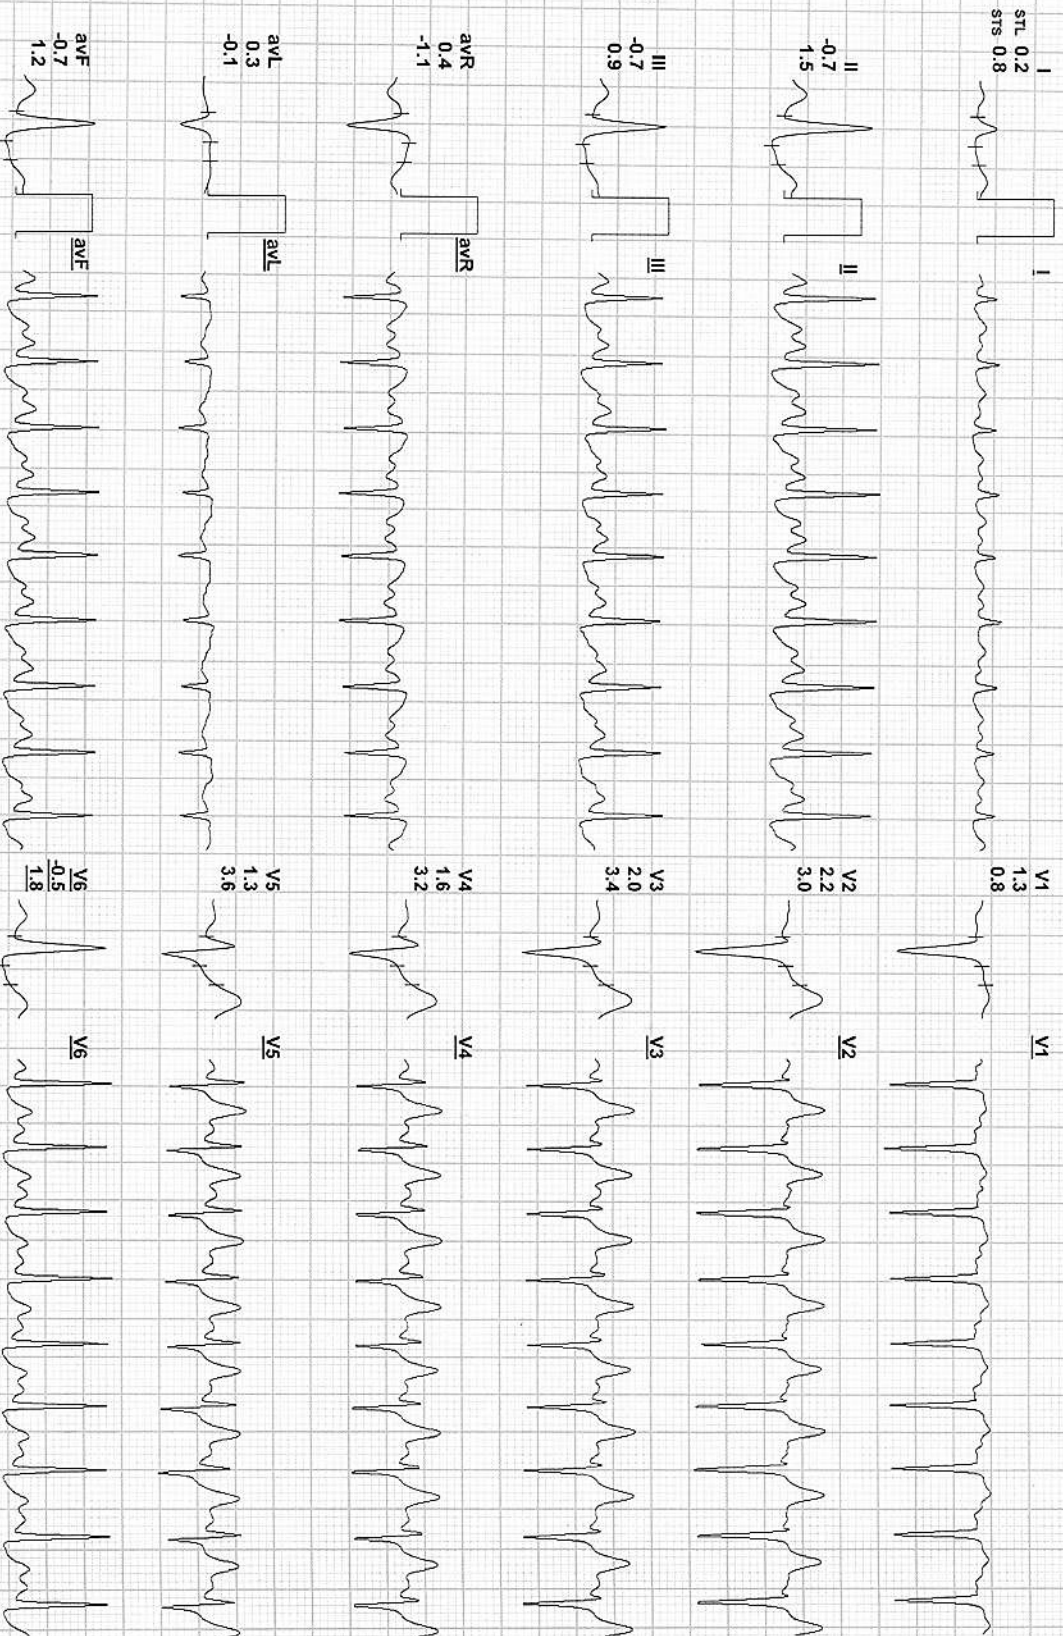 I
STL 0.2
STS 0.8
II
-0.7
1.5
III
-0.7
0.9
avR
0.4
-1.1
avL
0.3
-0.1
avF
-0.7
1.2
I
II
III
avR
avL
avF
V1
1.3
0.8
V2
2.2
3.0
V3
2.0
3.4
V4
1.6
3.2
V5
1.3
3.6
V6
-0.5
1.8
V1
V2
V3
V4
V5
V6